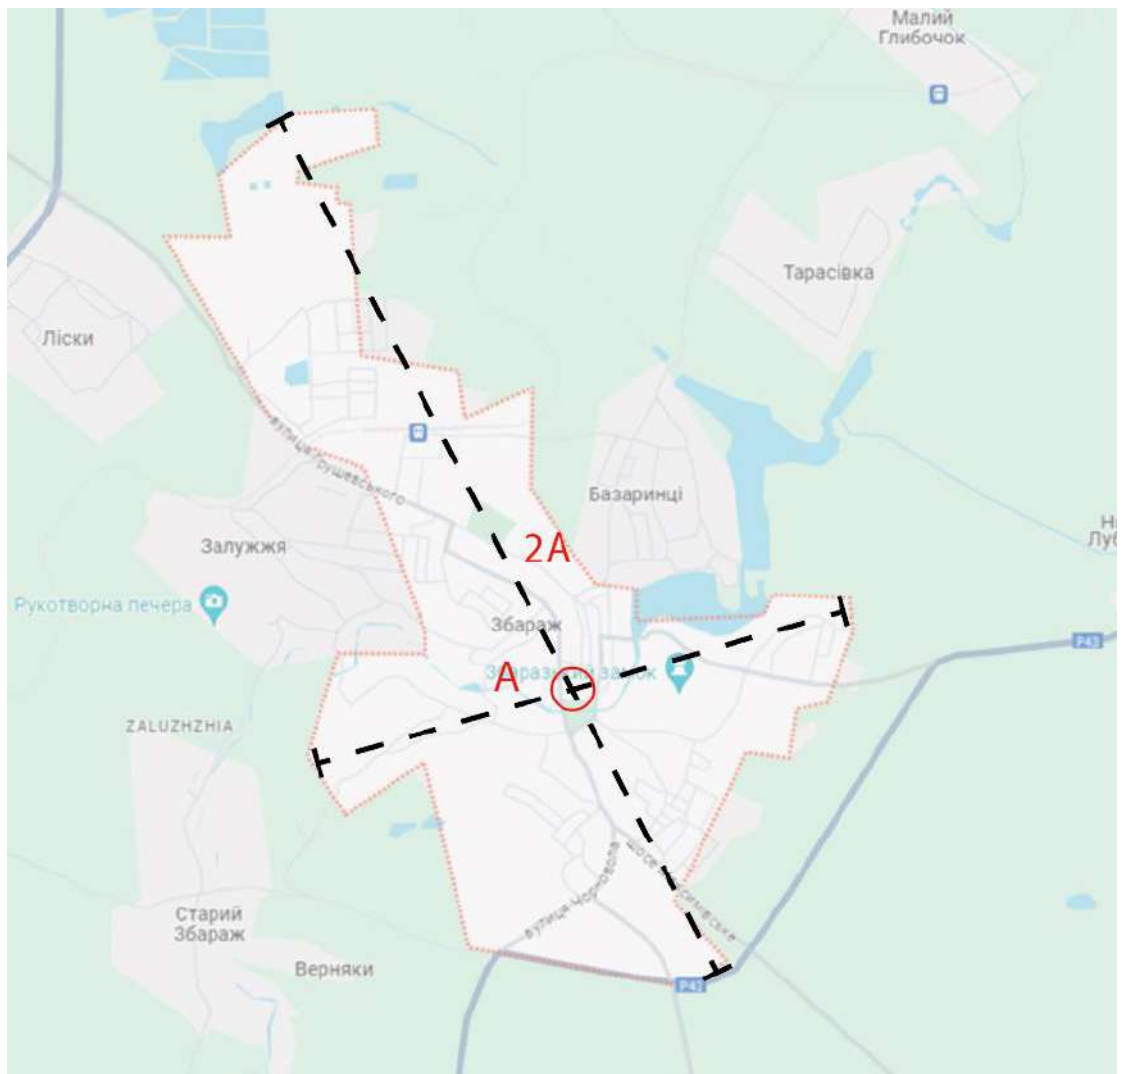 Малий
Глибочок
Тарасівка
Ліски
вулиця Грушевського
Базаринці
Залужжя
2A
Рукотворна печера
Збараж
Збаразький замок
P43
A
ZALUZHZHIA
вулиця Чорновола
Старий
Збараж
Верняки
P43